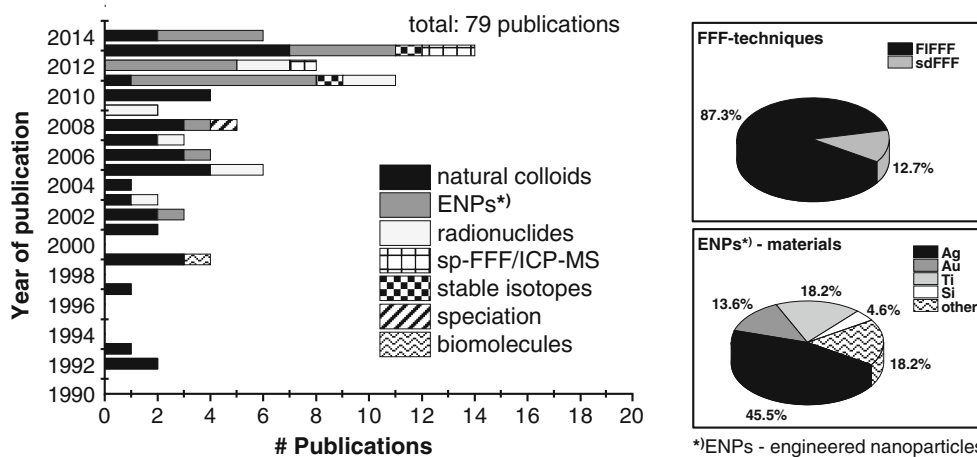 total: 79 publications
Year of publication
2014
2012
2010
2008
2006
2004
2002
2000
1998
1996
1994
1992
1990
0 2 4 6 8 10 12 14 16 18 20
# Publications
natural colloids
ENPs*)
radionuclides
sp-FFF/ICP-MS
stable isotopes
speciation
biomolecules
FFF-techniques
FlFFF
sdFFF
87.3%
12.7%
ENPs*) - materials
Ag
Au
Ti
Si
other
18.2%
4.6%
13.6%
18.2%
45.5%
*)ENPs - engineered nanoparticles